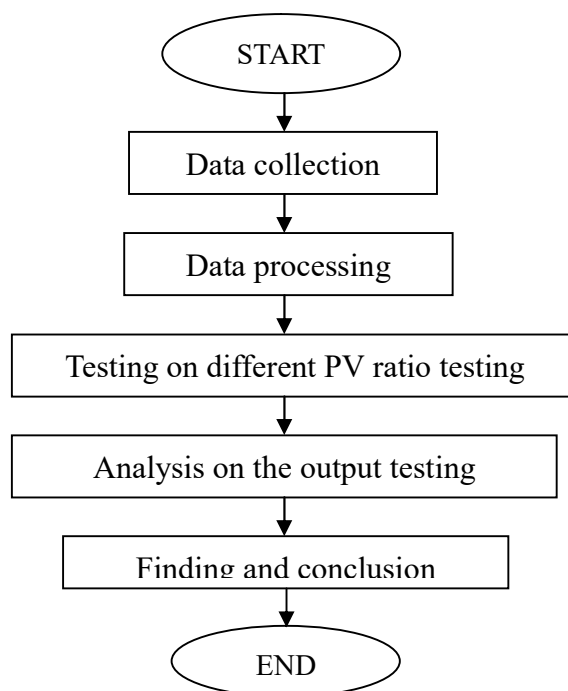 START
Data collection
Data processing
Testing on different PV ratio testing
Analysis on the output testing
Finding and conclusion
END